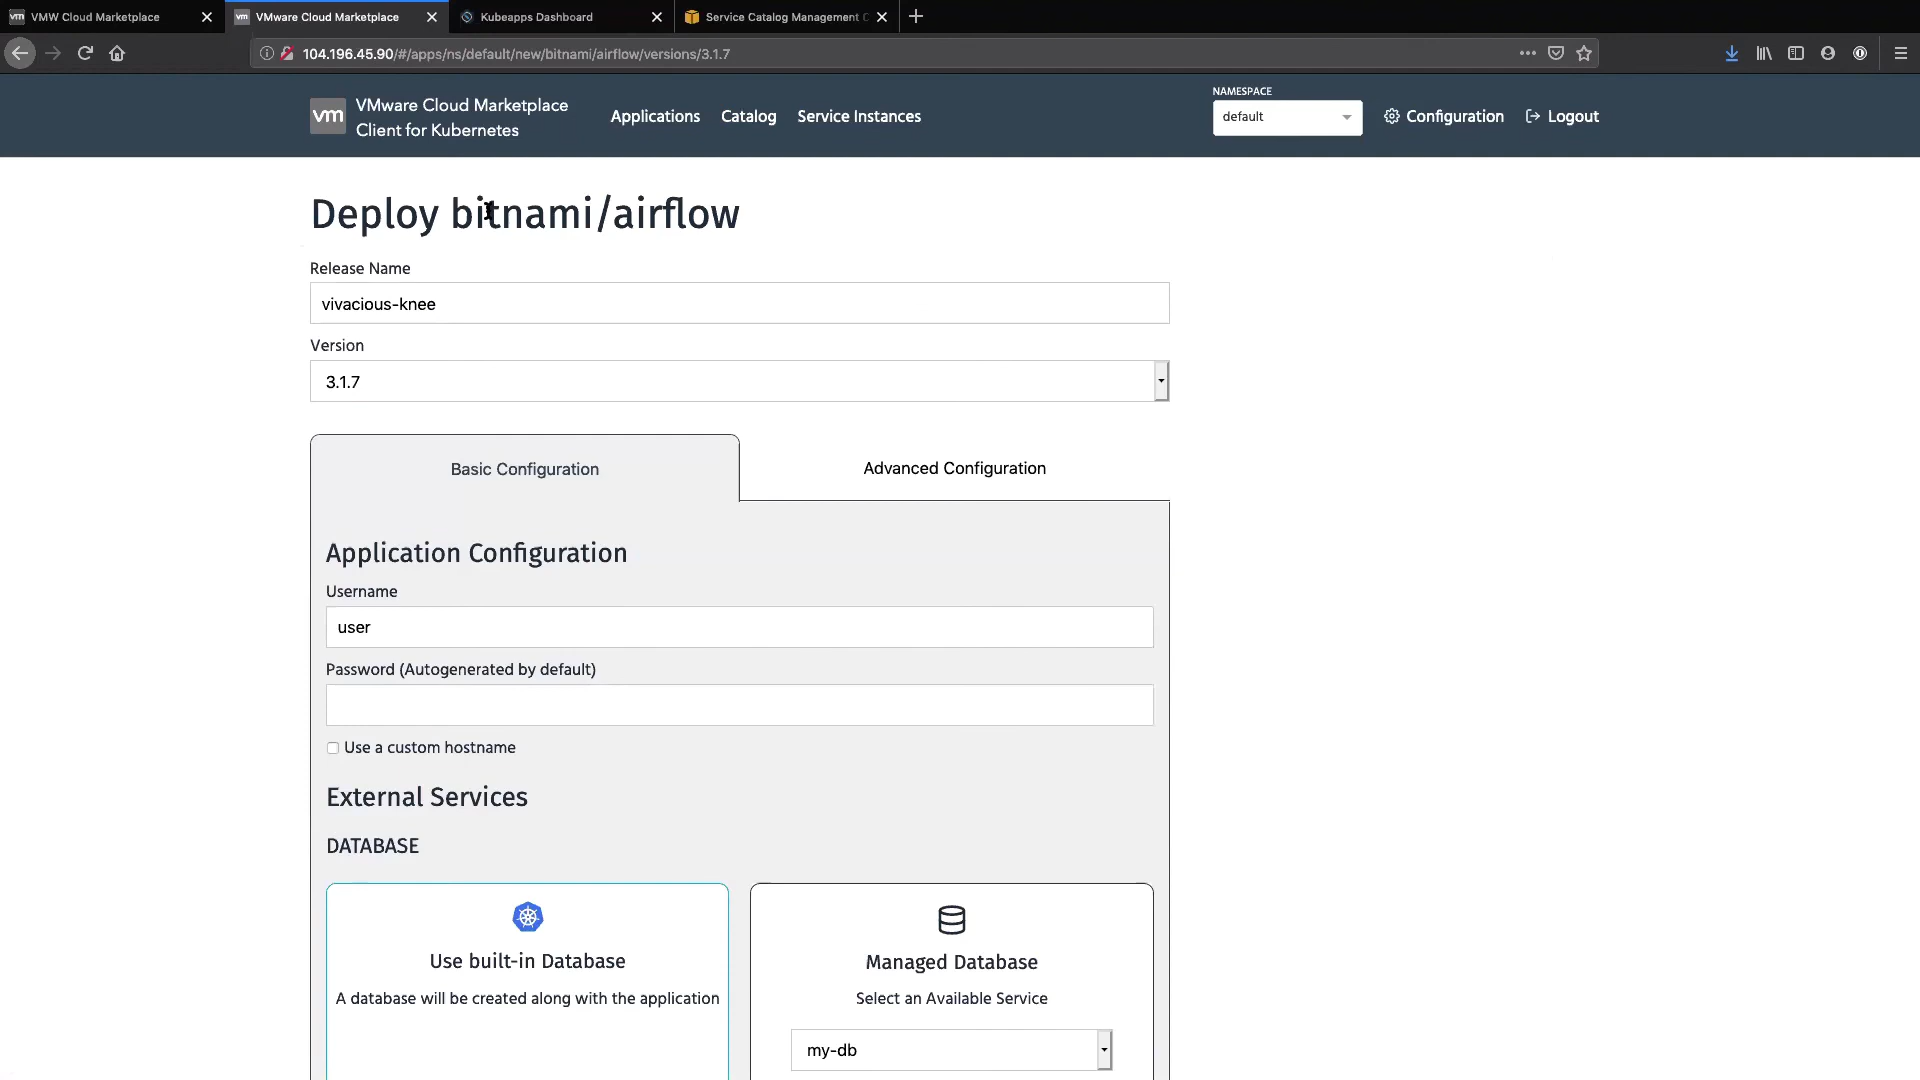 VMW Cloud Marketplace
VMware Cloud Marketplace
Kubeapps Dashboard
Service Catalog Management C
104.196.45.90/#/apps/ns/default/new/bitnami/airflow/versions/3.1.7
vm
VMware Cloud Marketplace
Client for Kubernetes
Applications
Catalog
Service Instances
NAMESPACE
default
Configuration
Logout
Deploy bitnami/airflow
Release Name
vivacious-knee
Version
3.1.7
Basic Configuration
Advanced Configuration
Application Configuration
Username
user
Password (Autogenerated by default)
Use a custom hostname
External Services
DATABASE
Use built-in Database
A database will be created along with the application
Managed Database
Select an Available Service
my-db